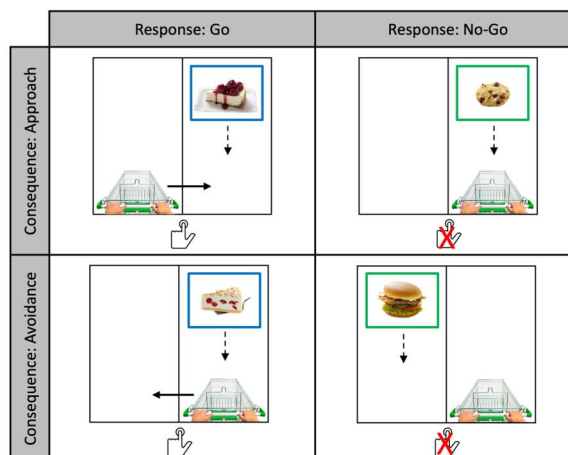 Response: Go
Response: No-Go
Consequence: Approach
Consequence: Avoidance